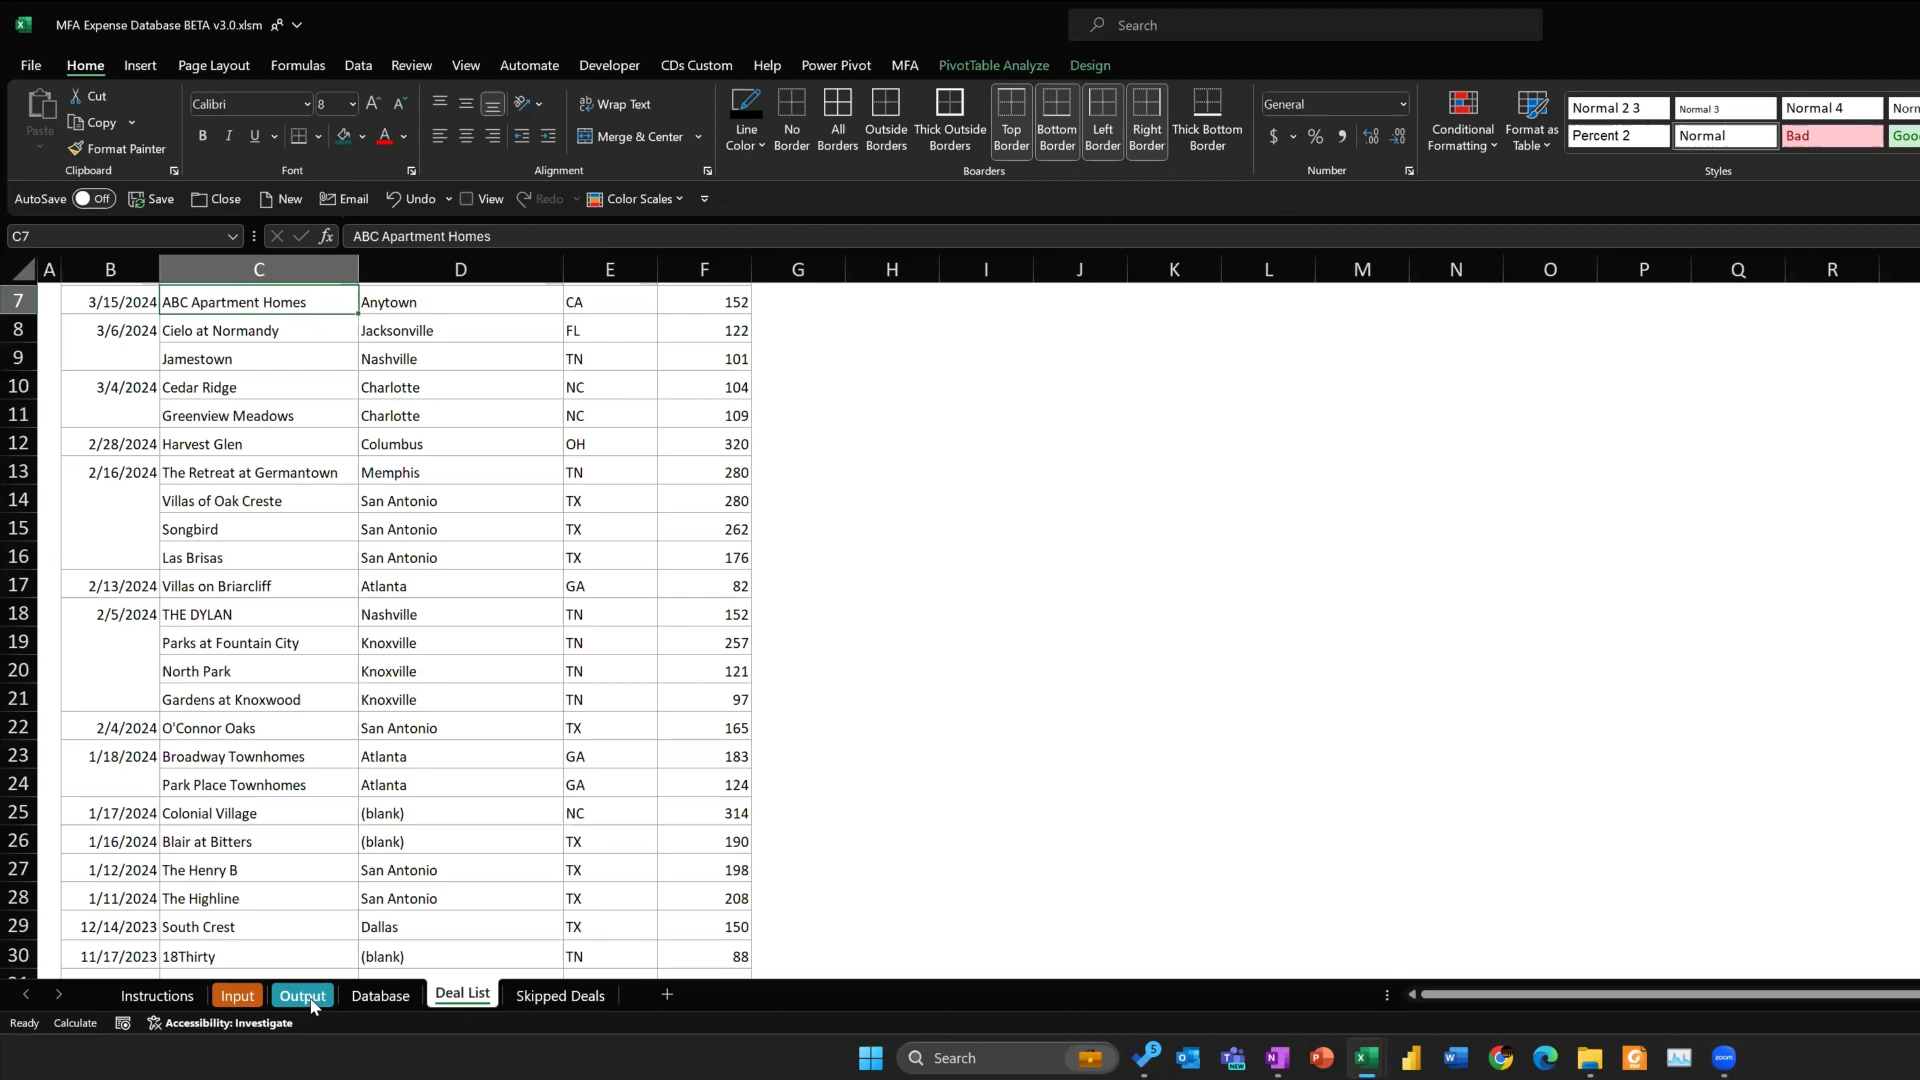 MFA Expense Database BETA v3.0.xlsm
Search
File Home Insert Page Layout Formulas Data Review View Automate Developer CDs Custom Help Power Pivot MFA PivotTable Analyze Design
Paste
Cut
Copy
Format Painter
Clipboard
Calibri 8
B I U
Font
Wrap Text
Merge & Center
Alignment
Line Color
No Border
All Borders
Outside Borders
Thick Outside Borders
Top Border
Bottom Border
Left Border
Right Border
Thick Bottom Border
Boarders
General
$ % 9
Number
Conditional Formatting
Format as Table
Normal 2 3 Normal 3 Normal 4
Percent 2 Normal Bad
Styles
AutoSave Off Save Close New Email Undo View Redo Color Scales
C7 fx ABC Apartment Homes
A B C D E F G H I J K L M N O P Q R
7 3/15/2024 ABC Apartment Homes Anytown CA 152
8 3/6/2024 Cielo at Normandy Jacksonville FL 122
9 Jamestown Nashville TN 101
10 3/4/2024 Cedar Ridge Charlotte NC 104
11 Greenview Meadows Charlotte NC 109
12 2/28/2024 Harvest Glen Columbus OH 320
13 2/16/2024 The Retreat at Germantown Memphis TN 280
14 Villas of Oak Creste San Antonio TX 280
15 Songbird San Antonio TX 262
16 Las Brisas San Antonio TX 176
17 2/13/2024 Villas on Briarcliff Atlanta GA 82
18 2/5/2024 THE DYLAN Nashville TN 152
19 Parks at Fountain City Knoxville TN 257
20 North Park Knoxville TN 121
21 Gardens at Knoxwood Knoxville TN 97
22 2/4/2024 O'Connor Oaks San Antonio TX 165
23 1/18/2024 Broadway Townhomes Atlanta GA 183
24 Park Place Townhomes Atlanta GA 124
25 1/17/2024 Colonial Village (blank) NC 314
26 1/16/2024 Blair at Bitters (blank) TX 190
27 1/12/2024 The Henry B San Antonio TX 198
28 1/11/2024 The Highline San Antonio TX 208
29 12/14/2023 South Crest Dallas TX 150
30 11/17/2023 18Thirty (blank) TN 88
Instructions Input Output Database Deal List Skipped Deals
Ready Calculate Accessibility: Investigate
Search
5
NEW
zoom